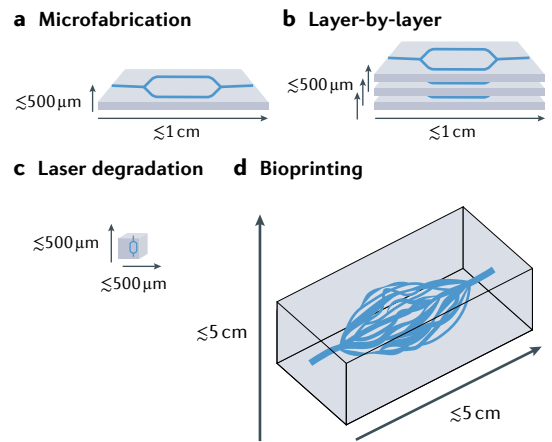 a Microfabrication
≲500 μm
≲1 cm
b Layer-by-layer
≲500 μm
≲1 cm
c Laser degradation
≲500 μm
≲500 μm
d Bioprinting
≲5 cm
≲5 cm